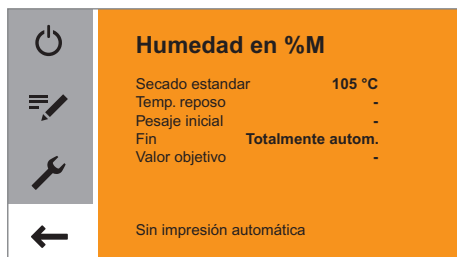 Humedad en %M
Secado estandar 105 °C
Temp. reposo -
Pesaje inicial -
Fin Totalmente autom.
Valor objetivo -
Sin impresión automática